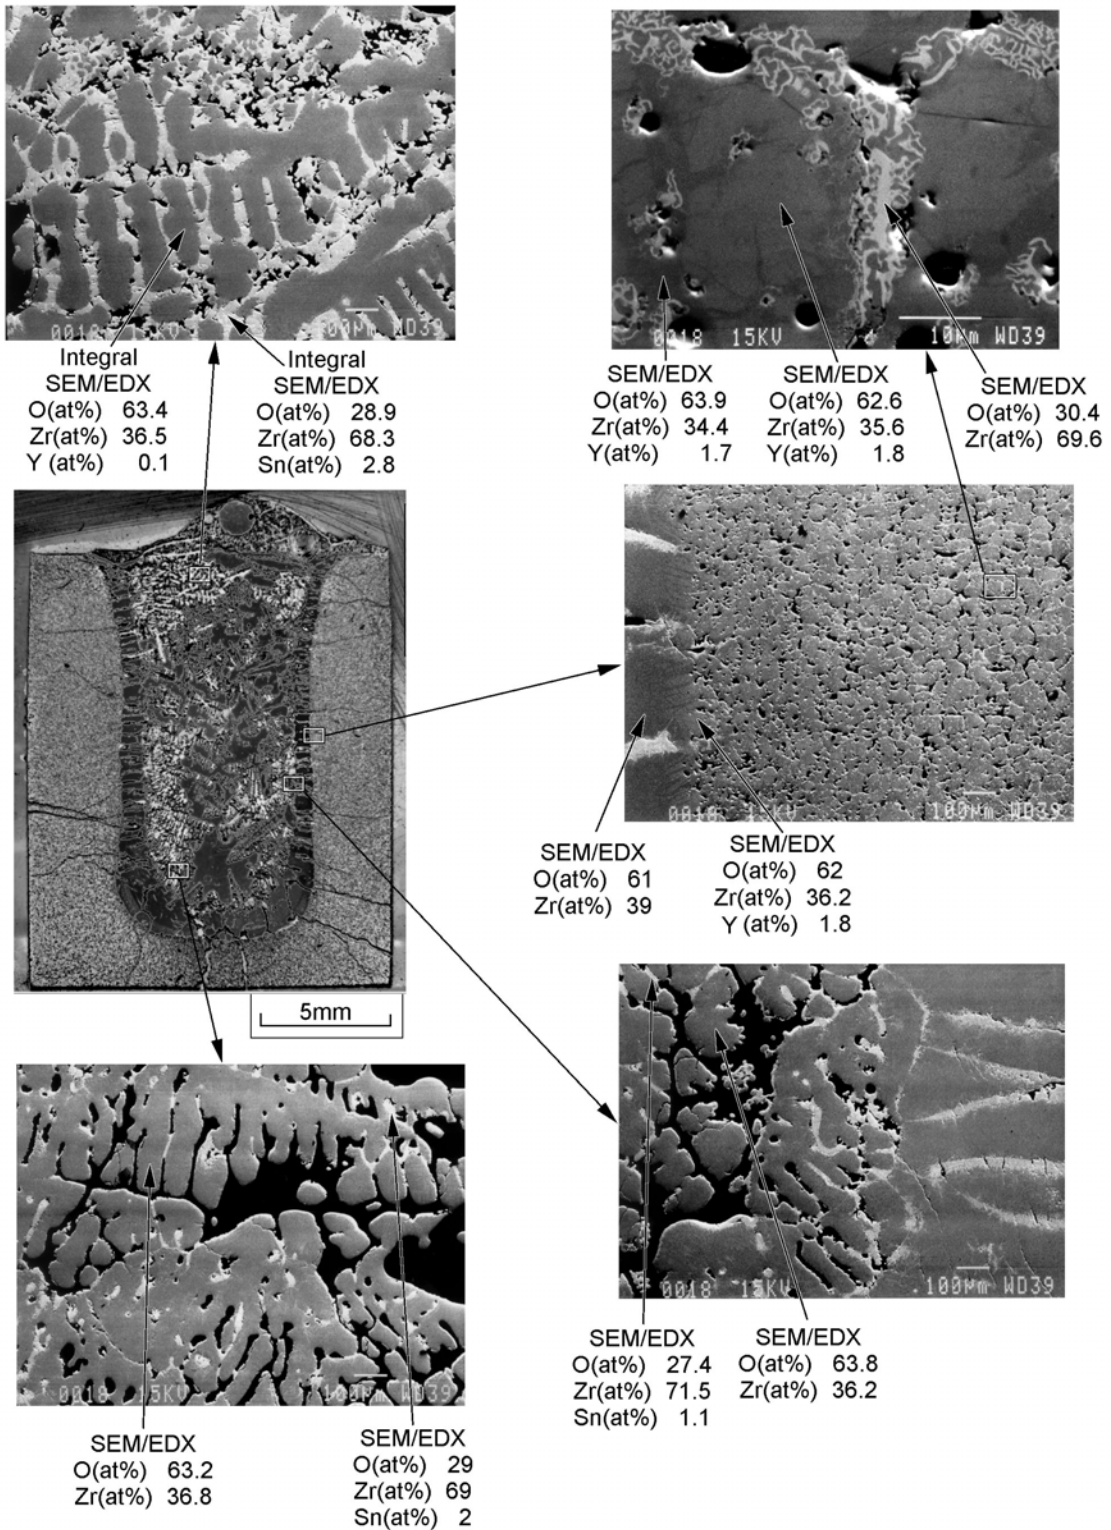 0018 15KV 100µm WD39
Integral
SEM/EDX
O(at%) 63.4
Zr(at%) 36.5
Y (at%) 0.1
Integral
SEM/EDX
O(at%) 28.9
Zr(at%) 68.3
Sn(at%) 2.8
0018 15KV 10µm WD39
SEM/EDX
O(at%) 63.9
Zr(at%) 34.4
Y(at%) 1.7
SEM/EDX
O(at%) 62.6
Zr(at%) 35.6
Y(at%) 1.8
SEM/EDX
O(at%) 30.4
Zr(at%) 69.6
5mm
0018 15KV 100µm WD39
SEM/EDX
O(at%) 61
Zr(at%) 39
SEM/EDX
O(at%) 62
Zr(at%) 36.2
Y (at%) 1.8
0018 15KV 100µm WD39
SEM/EDX
O(at%) 63.2
Zr(at%) 36.8
SEM/EDX
O(at%) 29
Zr(at%) 69
Sn(at%) 2
0018 15KV 100µm WD39
SEM/EDX
O(at%) 27.4
Zr(at%) 71.5
Sn(at%) 1.1
SEM/EDX
O(at%) 63.8
Zr(at%) 36.2